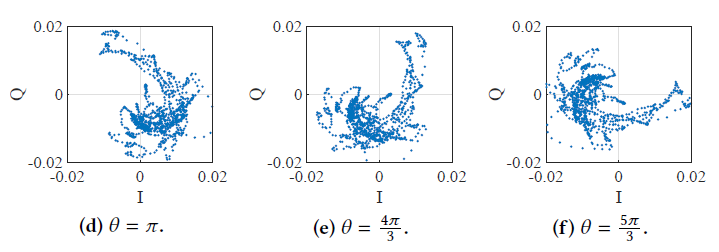 0.02 0.02 0.02
Q 0 Q 0 Q 0
-0.02 -0.02 -0.02
-0.02 0 0.02 -0.02 0 0.02 -0.02 0 0.02
I I I
(d) θ = π. (e) θ = 4π/3. (f) θ = 5π/3.